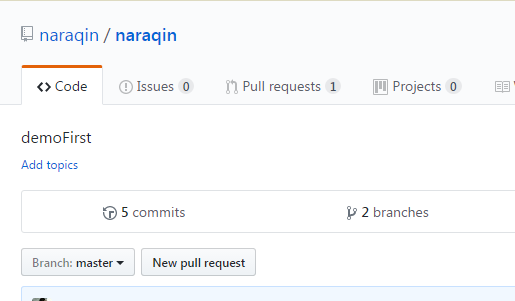 naraqin / naraqin
Code Issues 0 Pull requests 1 Projects 0
demoFirst
Add topics
5 commits 2 branches
Branch: master New pull request